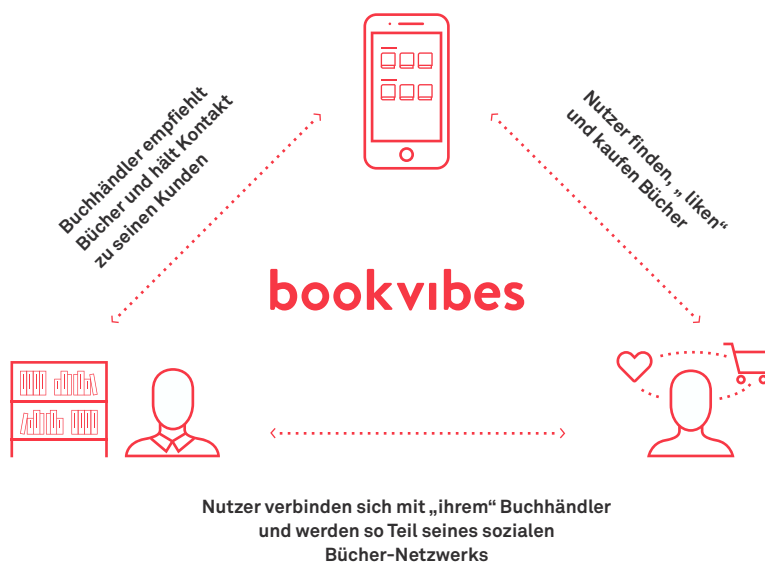 Buchhändler empfiehlt
Bücher und hält Kontakt
zu seinen Kunden
Nutzer finden, „ liken“
und kaufen Bücher
bookvibes
Nutzer verbinden sich mit „ihrem“ Buchhändler
und werden so Teil seines sozialen
Bücher-Netzwerks